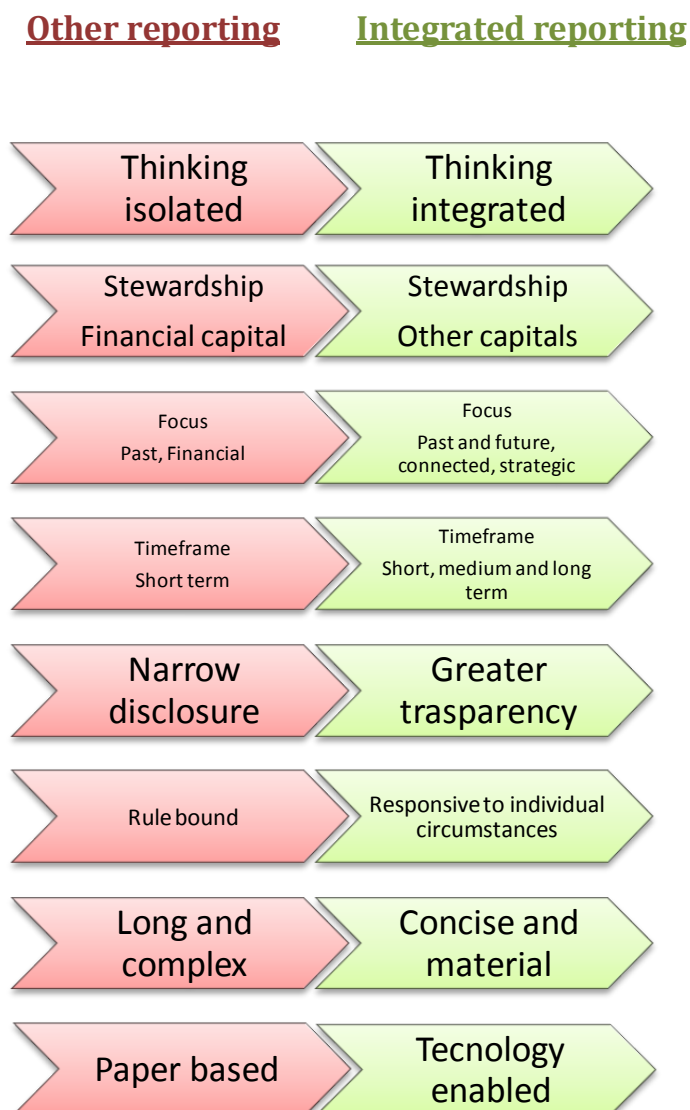 Other reporting
Integrated reporting
Thinking
isolated
Thinking
integrated
Stewardship
Financial capital
Stewardship
Other capitals
Focus
Past, Financial
Focus
Past and future,
connected, strategic
Timeframe
Short term
Timeframe
Short, medium and long
term
Narrow
disclosure
Greater
trasparency
Rule bound
Responsive to individual
circumstances
Long and
complex
Concise and
material
Paper based
Tecnology
enabled